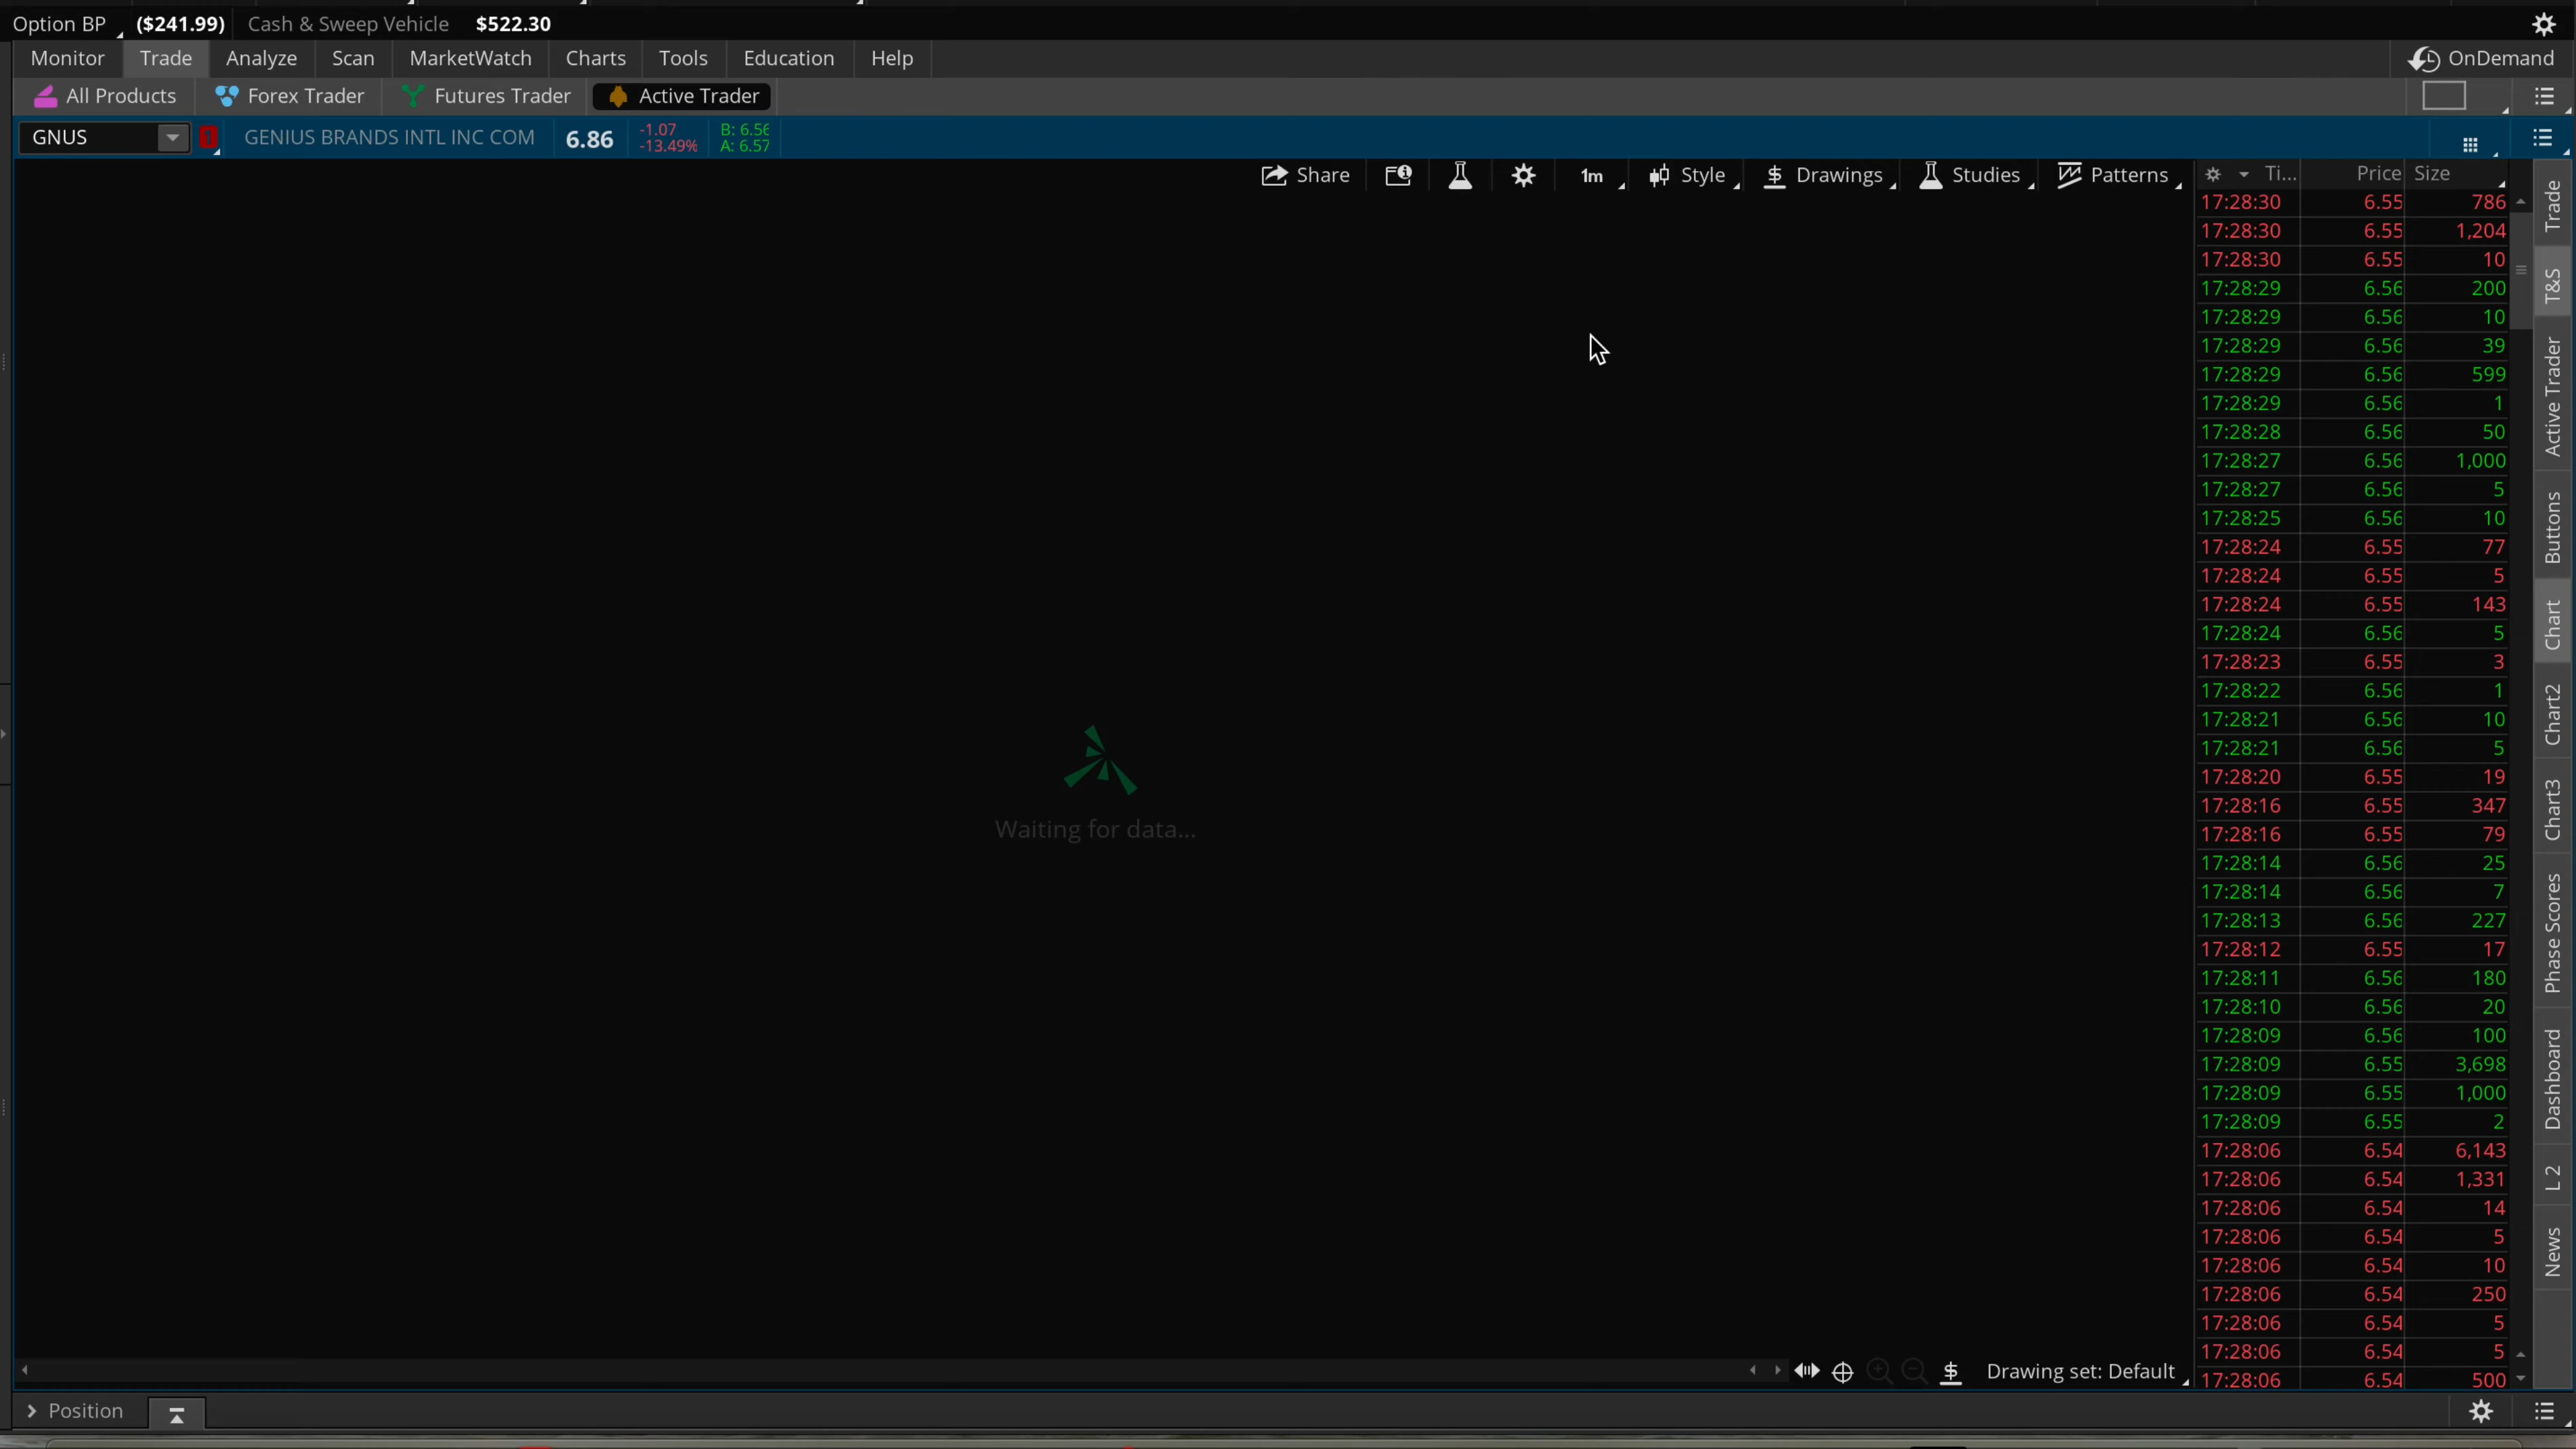 Option BP ($241.99) Cash & Sweep Vehicle $522.30
Monitor Trade Analyze Scan MarketWatch Charts Tools Education Help OnDemand
All Products Forex Trader Futures Trader Active Trader
GNUS 1 GENIUS BRANDS INTL INC COM 6.86 -1.07 B: 6.56
-13.49% A: 6.57
Share 1m Style Drawings Studies Patterns Ti... Price Size
17:28:30 6.55 786
17:28:30 6.55 1,204
17:28:30 6.55 10
17:28:29 6.56 200
17:28:29 6.56 10
17:28:29 6.56 39
17:28:29 6.56 599
17:28:29 6.56 1
17:28:28 6.56 50
17:28:27 6.56 1,000
17:28:27 6.56 5
17:28:25 6.56 10
17:28:24 6.55 77
17:28:24 6.55 5
17:28:24 6.55 143
17:28:24 6.56 5
17:28:23 6.55 3
17:28:22 6.56 1
17:28:21 6.56 10
17:28:21 6.56 5
17:28:20 6.55 19
17:28:16 6.55 347
17:28:16 6.55 79
17:28:14 6.56 25
17:28:14 6.56 7
17:28:13 6.56 227
17:28:12 6.55 17
17:28:11 6.56 180
17:28:10 6.56 20
17:28:09 6.56 100
17:28:09 6.55 3,698
17:28:09 6.55 1,000
17:28:09 6.55 2
17:28:06 6.54 6,143
17:28:06 6.54 1,331
17:28:06 6.54 14
17:28:06 6.54 5
17:28:06 6.54 10
17:28:06 6.54 250
17:28:06 6.54 5
17:28:06 6.54 5
17:28:06 6.54 500
Waiting for data...
Trade
T&S
Active Trader
Buttons
Chart
Chart2
Chart3
Phase Scores
Dashboard
L 2
News
Drawing set: Default
Position